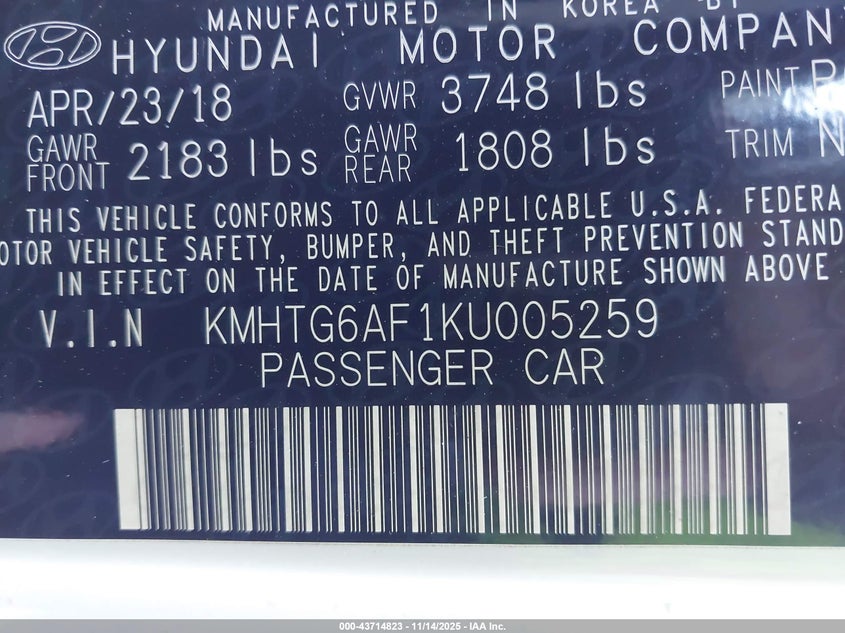 MANUFACTURED IN KOREA BY
HYUNDAI MOTOR COMPAN
APR/23/18 GVWR 3748 lbs PAINT
GAWR FRONT 2183 lbs GAWR REAR 1808 lbs TRIM N
THIS VEHICLE CONFORMS TO ALL APPLICABLE U.S.A. FEDERA
OTOR VEHICLE SAFETY, BUMPER, AND THEFT PREVENTION STAND
IN EFFECT ON THE DATE OF MANUFACTURE SHOWN ABOVE
V.I.N KMHTG6AF1KU005259
PASSENGER CAR
000-43714823 - 11/14/2025 - IAA Inc.